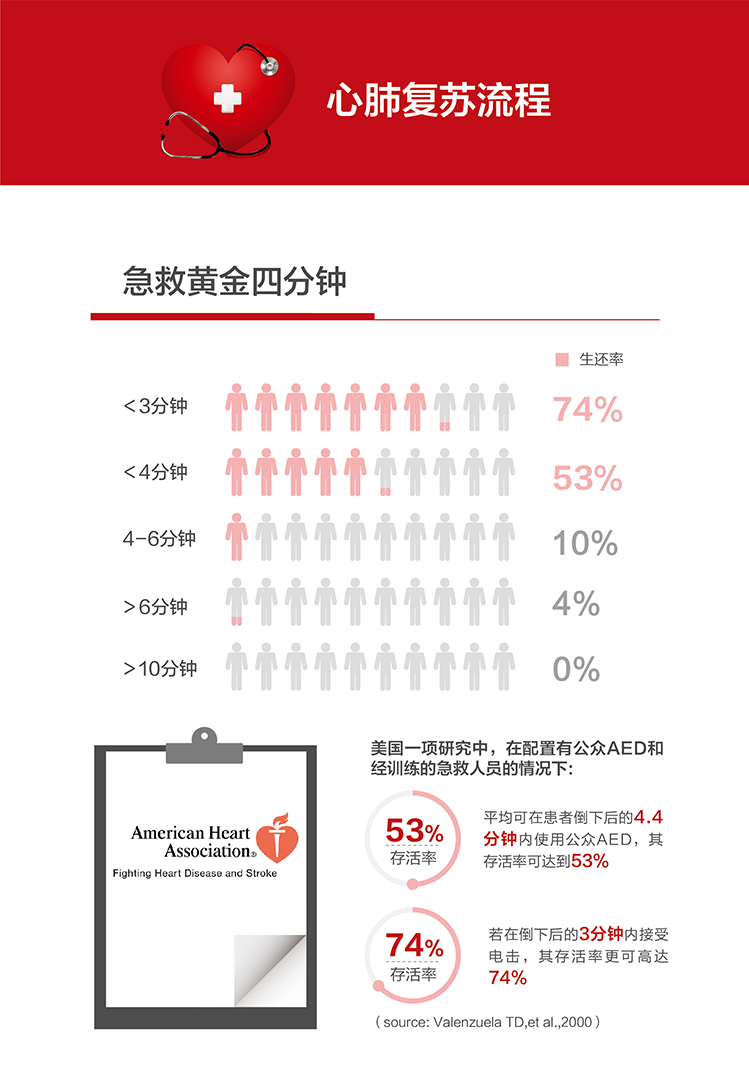 心肺复苏流程
急救黄金四分钟
生还率
<3分钟
74%
<4分钟
53%
4-6分钟
10%
>6分钟
4%
>10分钟
0%
American Heart
Association®
Fighting Heart Disease and Stroke
美国一项研究中，在配置有公众AED和
经训练的急救人员的情况下:
53%
存活率
平均可在患者倒下后的4.4
分钟内使用公众AED，其
存活率可达到53%
74%
存活率
若在倒下后的3分钟内接受
电击，其存活率更可高达
74%
（source: Valenzuela TD,et al.,2000）